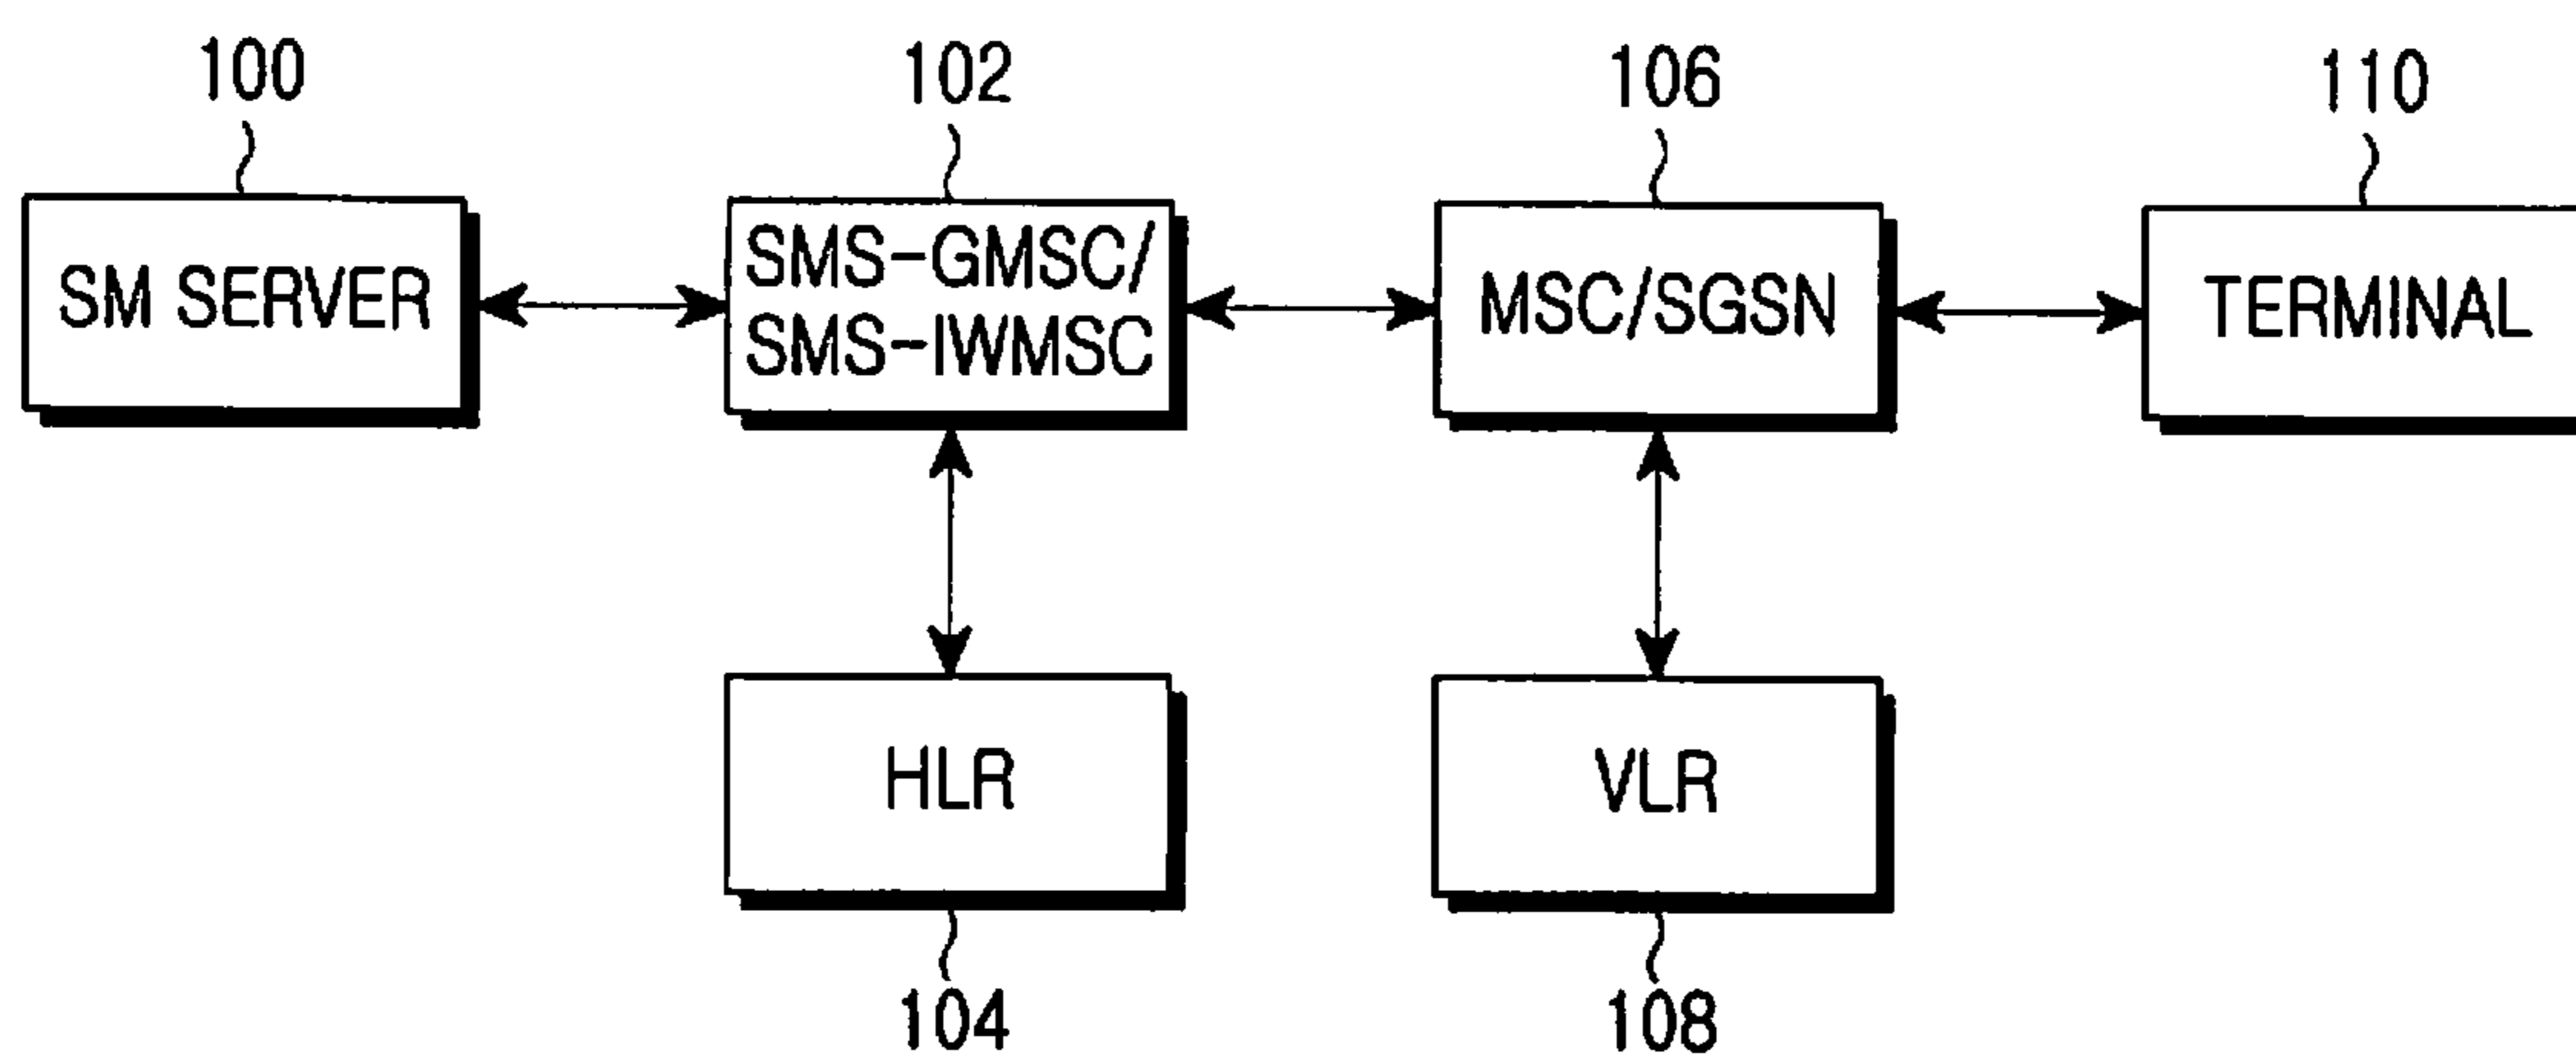 100
102
106
110
SM SERVER
SMS-GMSC/
SMS-IWMSC
MSC/SGSN
TERMINAL
HLR
VLR
104
108